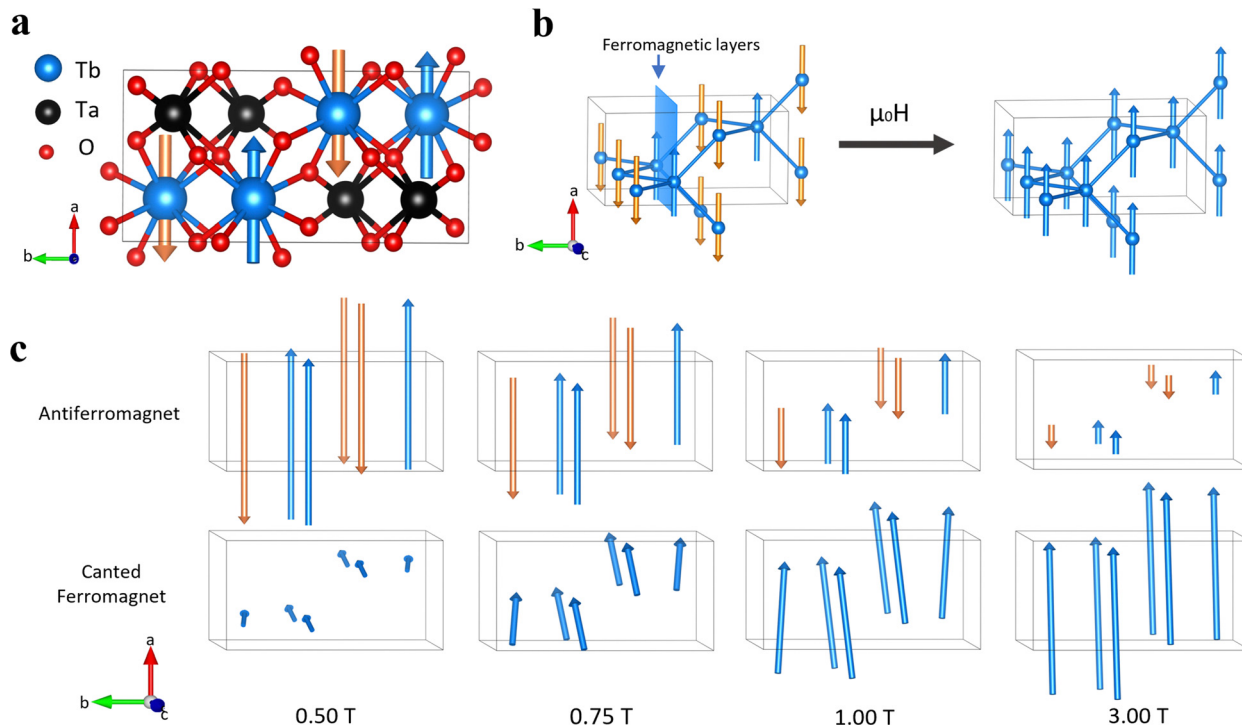 a
Tb
Ta
O
a
b
b
Ferromagnetic layers
μ₀H
a
b
c
c
Antiferromagnet
Canted
Ferromagnet
a
b
c
0.50 T
0.75 T
1.00 T
3.00 T